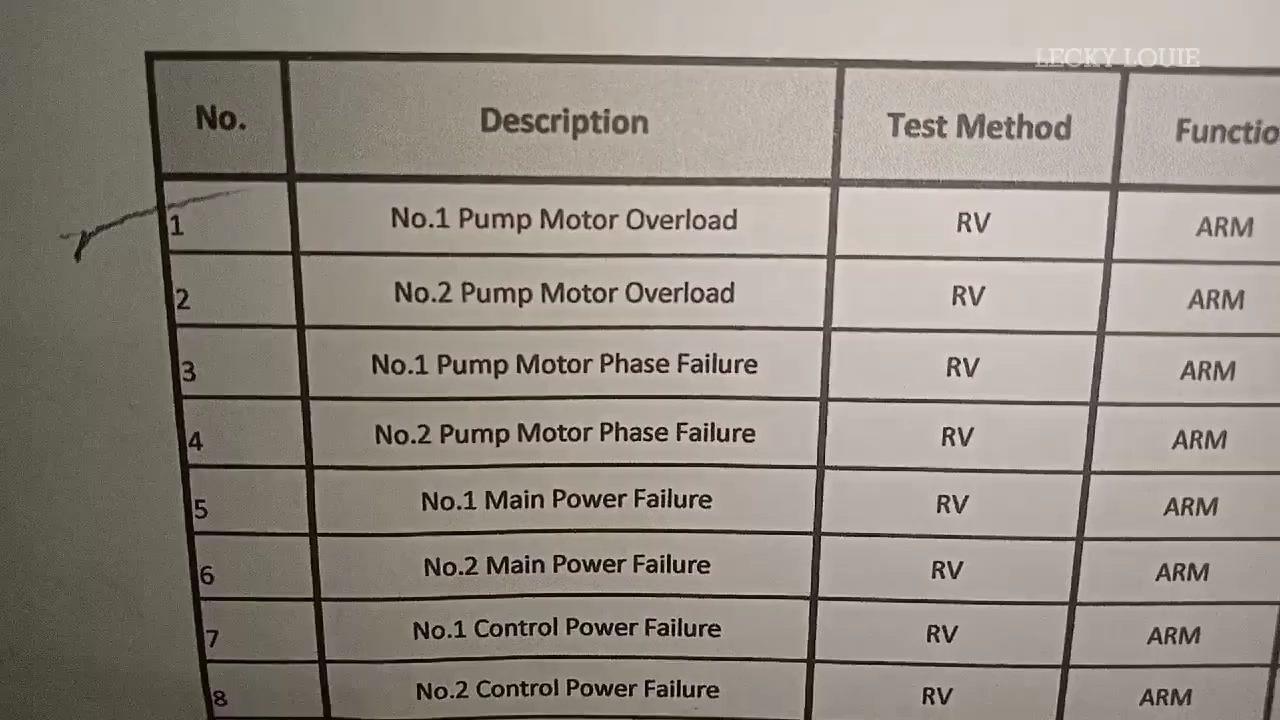 LECKY LOUIE
No. Description Test Method Functio
1 No.1 Pump Motor Overload RV ARM
2 No.2 Pump Motor Overload RV ARM
3 No.1 Pump Motor Phase Failure RV ARM
4 No.2 Pump Motor Phase Failure RV ARM
5 No.1 Main Power Failure RV ARM
6 No.2 Main Power Failure RV ARM
7 No.1 Control Power Failure RV ARM
8 No.2 Control Power Failure RV ARM